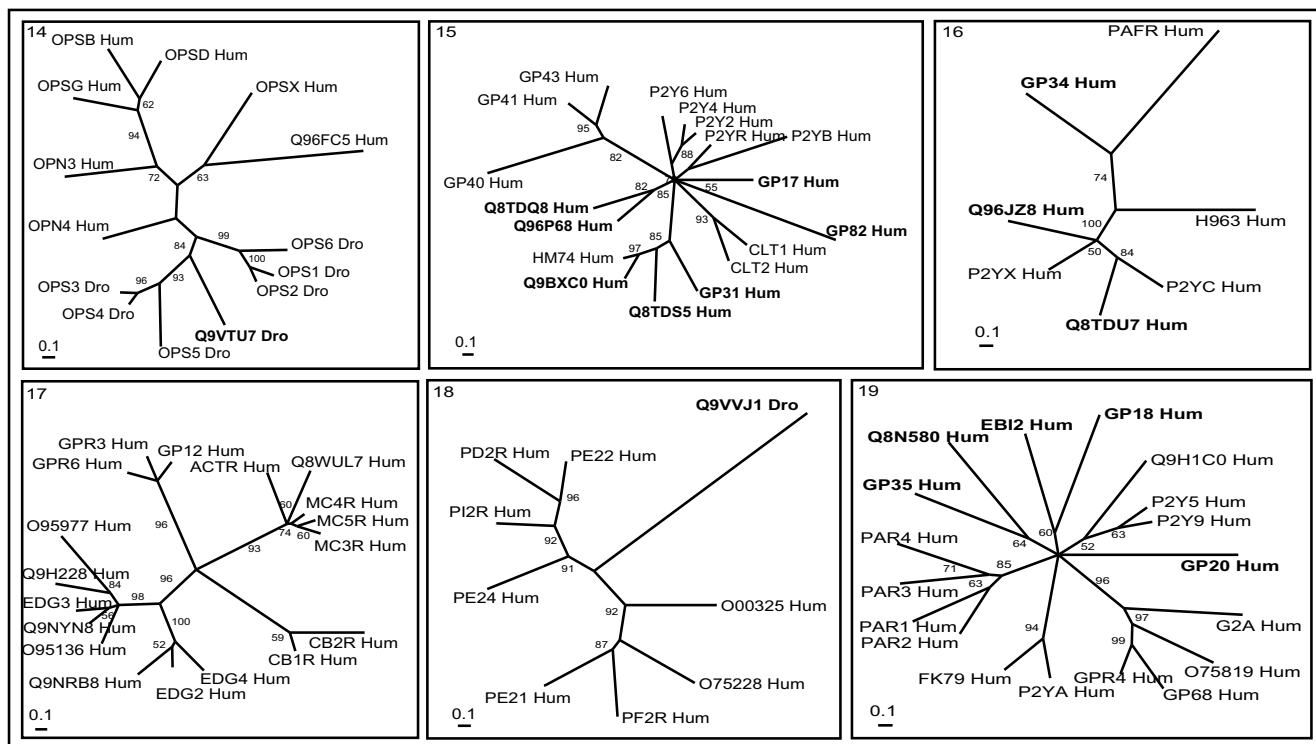 14
OPSB Hum
OPSD Hum
OPSG Hum
OPSX Hum
62
94
Q96FC5 Hum
OPN3 Hum
72
63
OPN4 Hum
99
84
OPS6 Dro
100
OPS1 Dro
93
OPS3 Dro
96
OPS2 Dro
OPS4 Dro
Q9VTU7 Dro
OPS5 Dro
0.1
15
GP43 Hum
P2Y6 Hum
GP41 Hum
P2Y4 Hum
P2Y2 Hum
P2YR Hum
P2YB Hum
95
82
88
GP40 Hum
GP17 Hum
82
85
55
Q8TDQ8 Hum
Q96P68 Hum
93
GP82 Hum
85
CLT1 Hum
HM74 Hum
97
CLT2 Hum
Q9BXC0 Hum
GP31 Hum
Q8TDS5 Hum
0.1
16
PAFR Hum
GP34 Hum
74
Q96JZ8 Hum
100
H963 Hum
50
84
P2YX Hum
P2YC Hum
Q8TDU7 Hum
0.1
17
GPR3 Hum
GP12 Hum
GPR6 Hum
ACTR Hum
Q8WUL7 Hum
60
MC4R Hum
96
MC5R Hum
74
60
O95977 Hum
MC3R Hum
93
Q9H228 Hum
84
96
EDG3 Hum
98
56
Q9NYN8 Hum
100
O95136 Hum
52
59
CB2R Hum
CB1R Hum
Q9NRB8 Hum
EDG4 Hum
EDG2 Hum
0.1
18
Q9VVJ1 Dro
PD2R Hum
PE22 Hum
96
PI2R Hum
92
91
PE24 Hum
92
O00325 Hum
87
O75228 Hum
PE21 Hum
PF2R Hum
0.1
19
GP18 Hum
EBI2 Hum
Q8N580 Hum
Q9H1C0 Hum
GP35 Hum
P2Y5 Hum
P2Y9 Hum
60
63
64
52
PAR4 Hum
GP20 Hum
71
85
96
PAR3 Hum
63
PAR1 Hum
97
G2A Hum
PAR2 Hum
94
99
FK79 Hum
O75819 Hum
GPR4 Hum
P2YA Hum
GP68 Hum
0.1